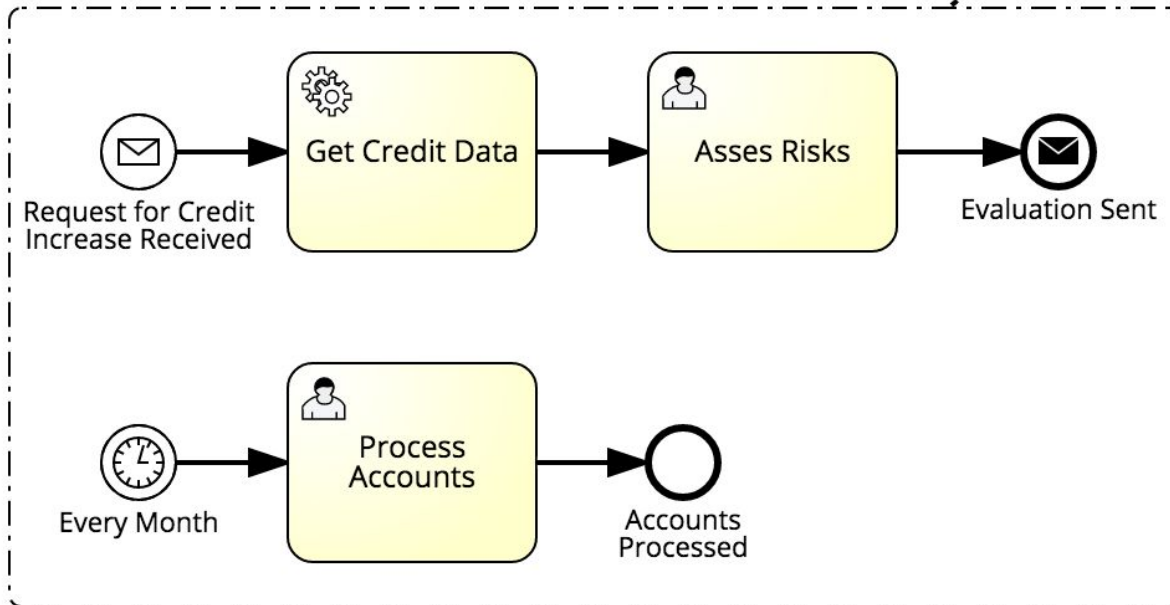 Get Credit Data
Asses Risks
Request for Credit
Increase Received
Evaluation Sent
Process
Accounts
Every Month
Accounts
Processed